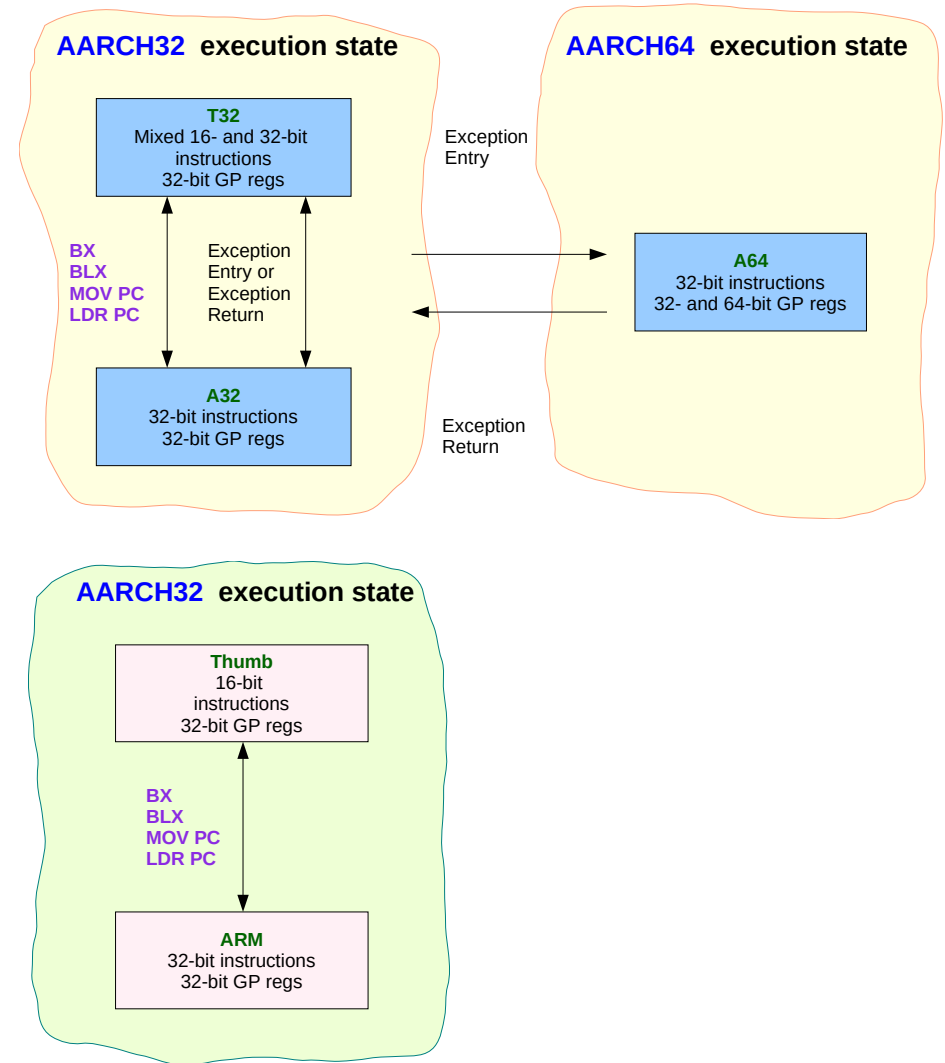 AARCH32 execution state
T32
Mixed 16- and 32-bit
instructions
32-bit GP regs
BX
BLX
MOV PC
LDR PC
Exception
Entry or
Exception
Return
A32
32-bit instructions
32-bit GP regs
Exception
Entry
Exception
Return
AARCH64 execution state
A64
32-bit instructions
32- and 64-bit GP regs
AARCH32 execution state
Thumb
16-bit
instructions
32-bit GP regs
BX
BLX
MOV PC
LDR PC
ARM
32-bit instructions
32-bit GP regs